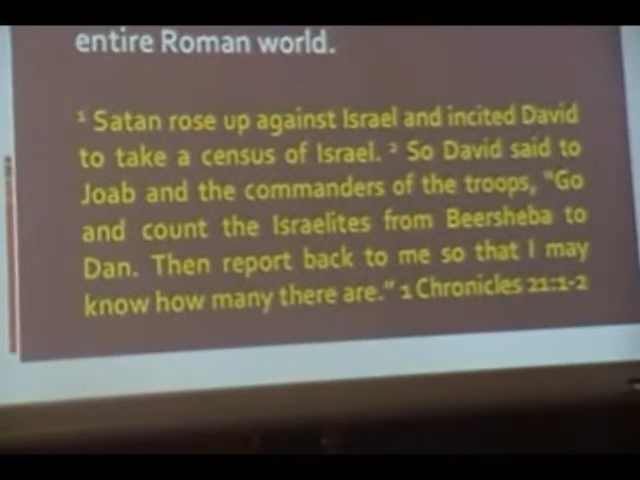 entire Roman world.
¹ Satan rose up against Israel and incited David
to take a census of Israel. ² So David said to
Joab and the commanders of the troops, “Go
and count the Israelites from Beersheba to
Dan. Then report back to me so that I may
know how many there are.” 1 Chronicles 21:1-2